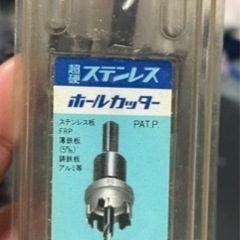 超硬 ステンレス
ホールカッター
ステンレス板
FRP
薄鉄板
(5%)
鋳鉄板
アルミ等
PAT.P.